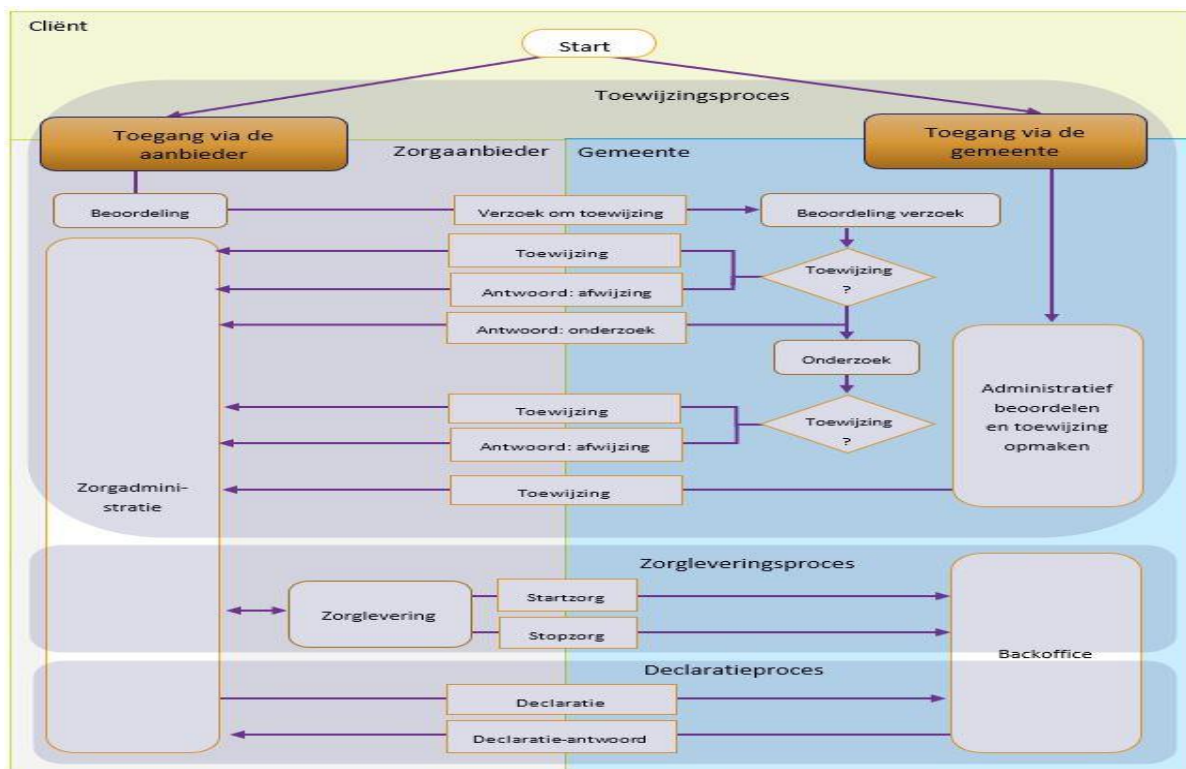 Cliënt
Start
Toewijzingsproces
Toegang via de
aanbieder
Zorgaanbieder
Gemeente
Toegang via de
gemeente
Beoordeling
Verzoek om toewijzing
Beoordeling verzoek
Toewijzing
Toewijzing
?
Antwoord: afwijzing
Antwoord: onderzoek
Onderzoek
Administratief
beoordelen
en toewijzing
opmaken
Toewijzing
Toewijzing
?
Antwoord: afwijzing
Zorgadmini-
stratie
Toewijzing
Zorgleveringsproces
Startzorg
Zorglevering
Stopzorg
Backoffice
Declaratieproces
Declaratie
Declaratie-antwoord